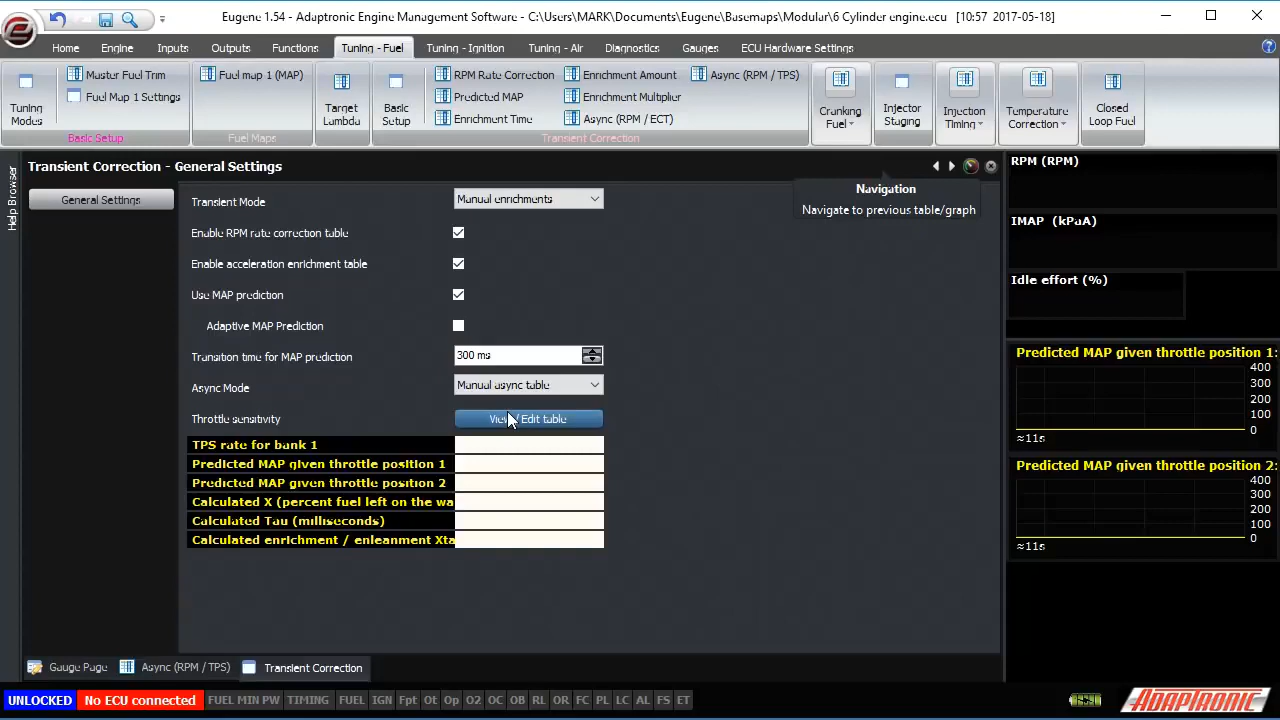 Eugene 1.54 - Adaptronic Engine Management Software - C:\Users\MARK\Documents\Eugene\Basemaps\Modular\6 Cylinder engine.ecu [10:57 2017-05-18]
Home Engine Inputs Outputs Functions Tuning - Fuel Tuning - Ignition Tuning - Air Diagnostics Gauges ECU Hardware Settings
Master Fuel Trim Fuel map 1 (MAP) RPM Rate Correction Enrichment Amount Async (RPM / TPS)
Fuel Map 1 Settings Predicted MAP Enrichment Multiplier
Enrichment Time Async (RPM / ECT)
Tuning Modes
Target Lambda
Basic Setup
Cranking Fuel
Injector Staging
Injection Timing
Temperature Correction
Closed Loop Fuel
Basic Setup Fuel Maps Transient Correction
Help Browser
Transient Correction - General Settings
General Settings
Navigation
Navigate to previous table/graph
Transient Mode Manual enrichments
Enable RPM rate correction table
Enable acceleration enrichment table
Use MAP prediction
Adaptive MAP Prediction
Transition time for MAP prediction 300 ms
Async Mode Manual async table
Throttle sensitivity View / Edit table
TPS rate for bank 1
Predicted MAP given throttle position 1
Predicted MAP given throttle position 2
Calculated X (percent fuel left on the wa
Calculated Tau (milliseconds)
Calculated enrichment / enleanment Xta
RPM (RPM)
IMAP (kPaA)
Idle effort (%)
Predicted MAP given throttle position 1:
400
300
200
100
0
≈11s
Predicted MAP given throttle position 2:
400
300
200
100
0
≈11s
Gauge Page Async (RPM / TPS) Transient Correction
UNLOCKED No ECU connected FUEL MIN PW TIMING FUEL IGN Fpt Ot Op O2 OC OB RL OR FC PL LC AL FS ET ADAPTRONIC